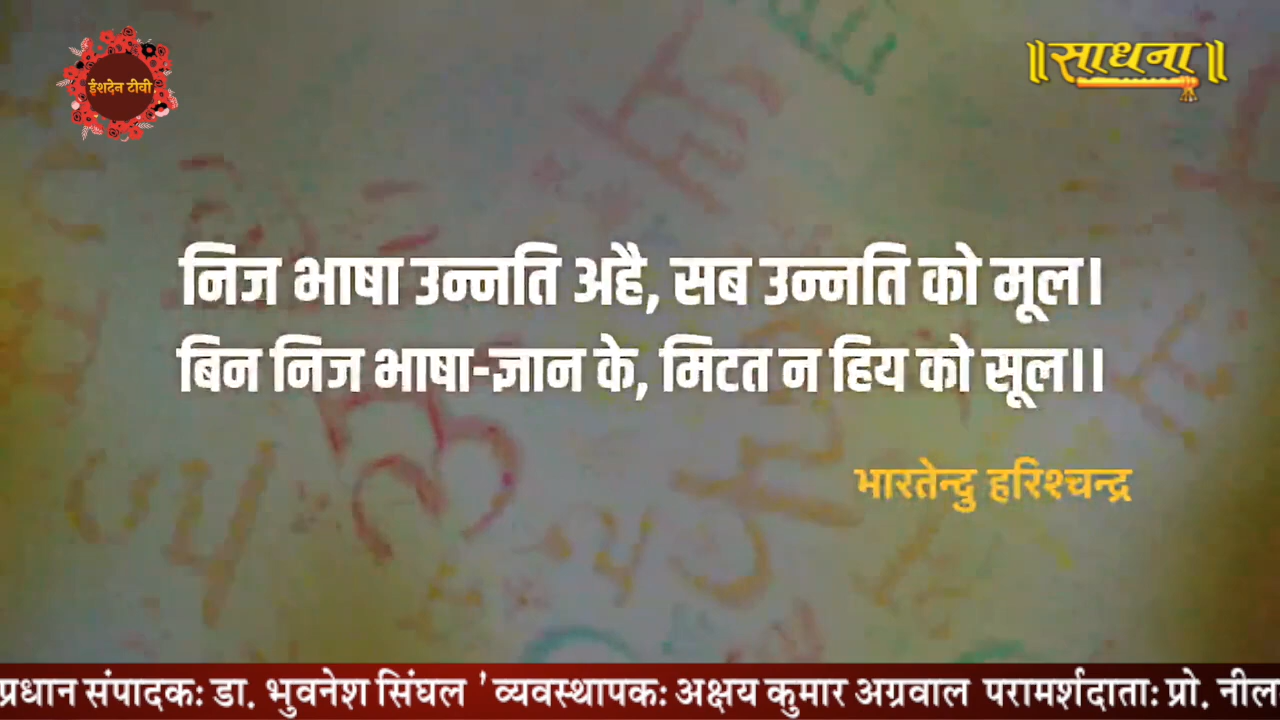 ईशदेन टीवी
॥साधना॥
निज भाषा उन्नति अहै, सब उन्नति को मूल।
बिन निज भाषा-ज्ञान के, मिटत न हिय को सूल।।
भारतेन्दु हरिश्चन्द्र
प्रधान संपादक: डा. भुवनेश सिंघल 'व्यवस्थापक: अक्षय कुमार अग्रवाल परामर्शदाता: प्रो. नील